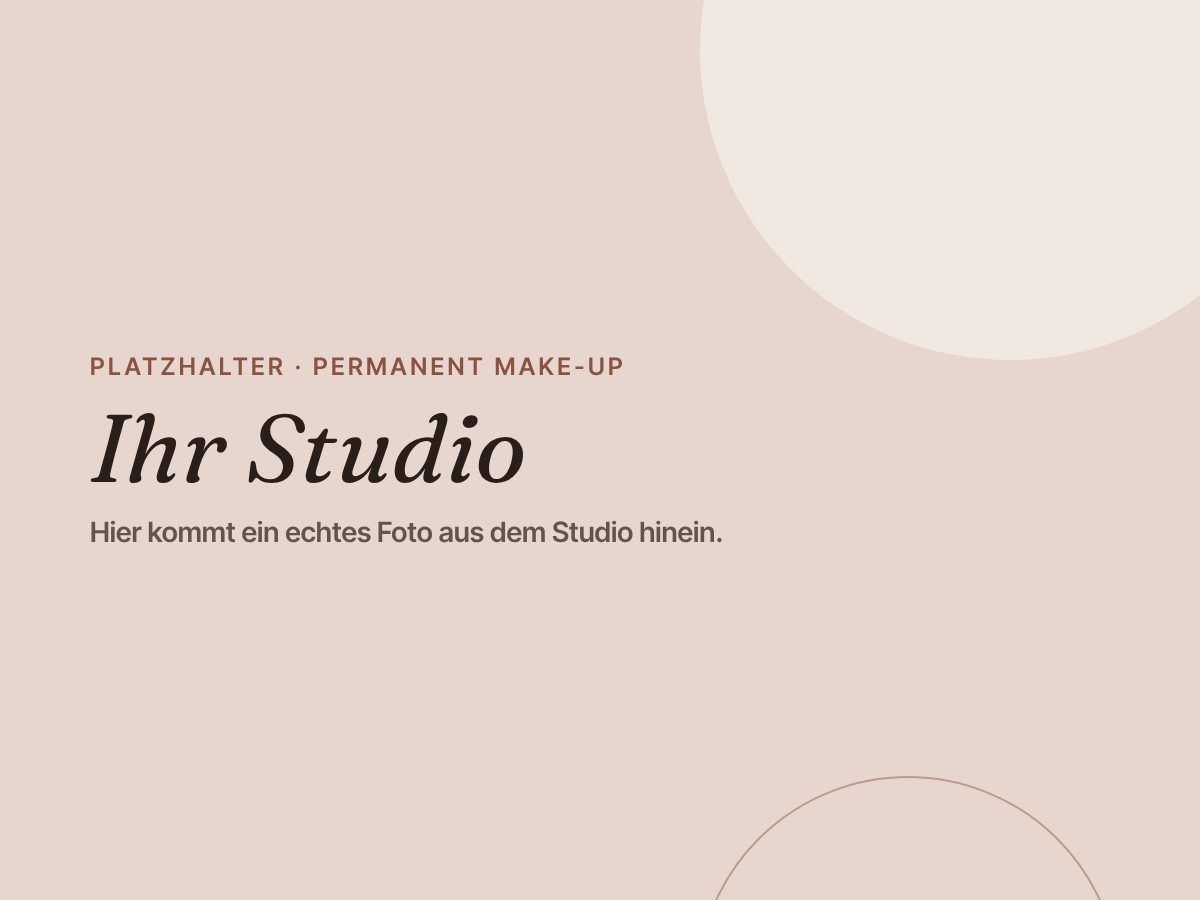 PLATZHALTER · PERMANENT MAKE-UP
Ihr Studio
Hier kommt ein echtes Foto aus dem Studio hinein.